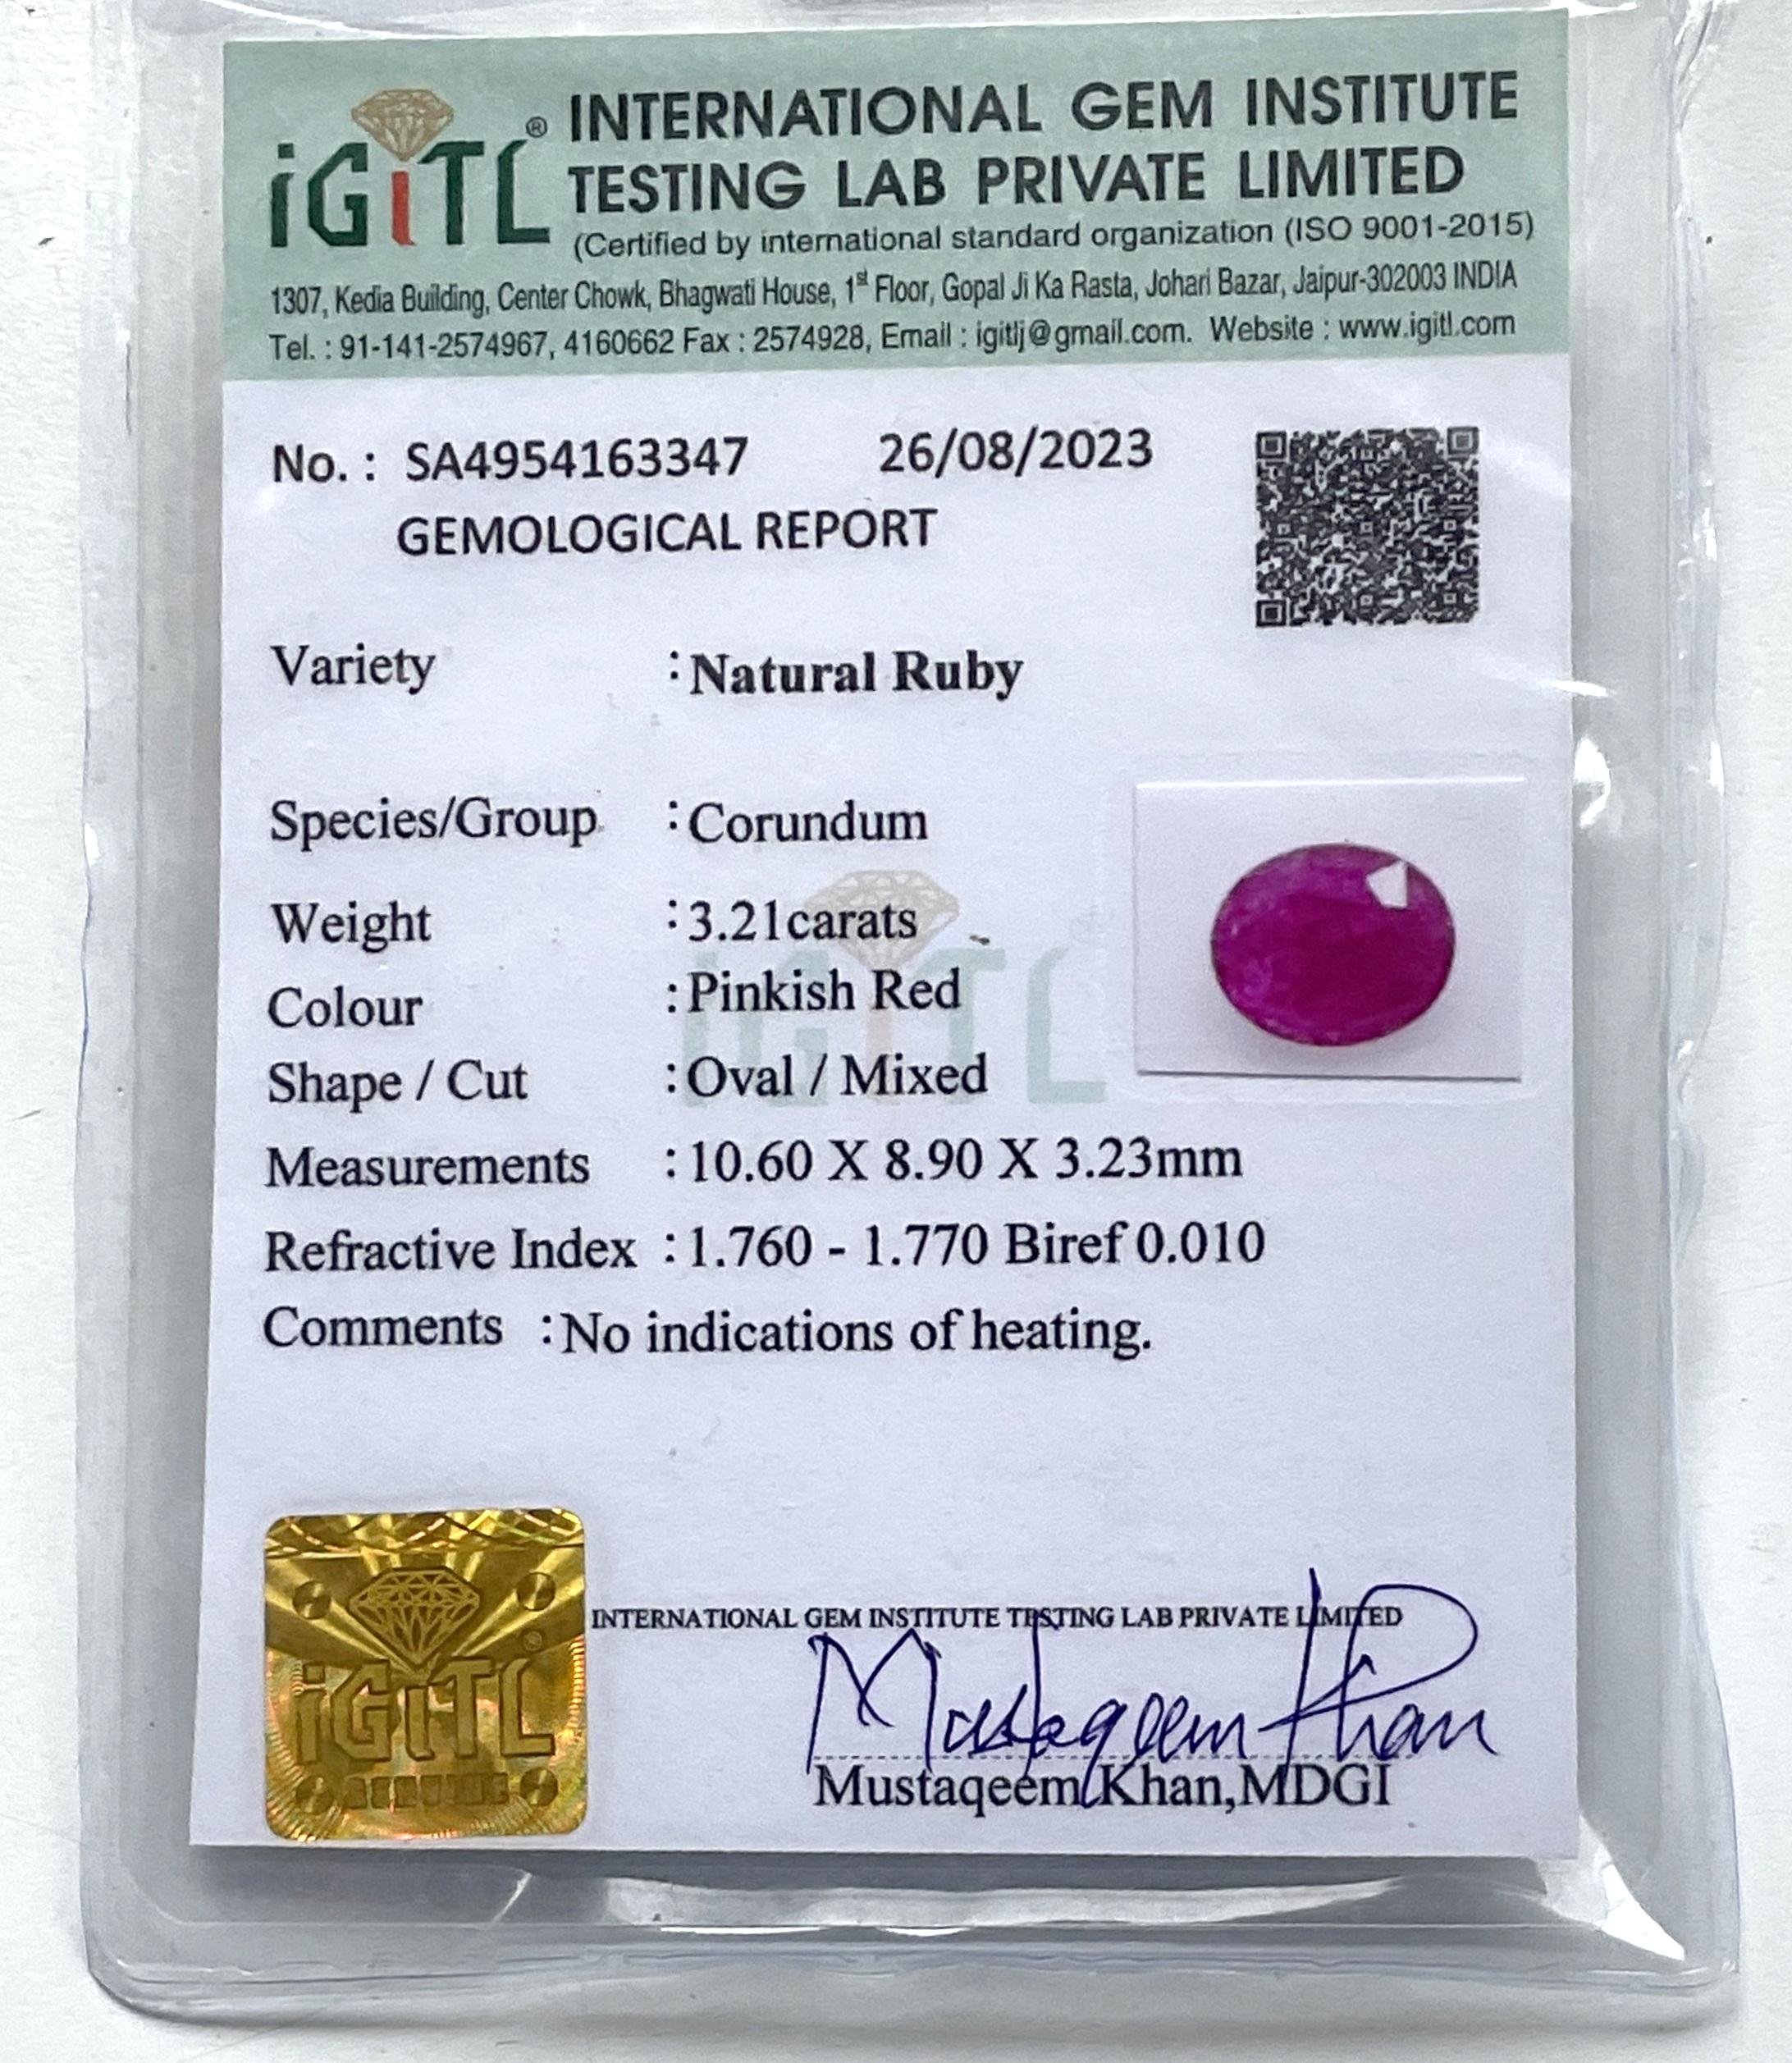 iGiTL® INTERNATIONAL GEM INSTITUTE
TESTING LAB PRIVATE LIMITED
(Certified by international standard organization (ISO 9001-2015)
1307, Kedia Building, Center Chowk, Bhagwati House, 1st Floor, Gopal Ji Ka Rasta, Johari Bazar, Jaipur-302003 INDIA
Tel. : 91-141-2574967, 4160662 Fax : 2574928, Email : igitlj@gmail.com. Website : www.igitl.com
No. : SA4954163347 26/08/2023
GEMOLOGICAL REPORT
Variety : Natural Ruby
Species/Group : Corundum
Weight : 3.21carats
Colour : Pinkish Red
Shape / Cut : Oval / Mixed
Measurements : 10.60 X 8.90 X 3.23mm
Refractive Index : 1.760 - 1.770 Biref 0.010
Comments : No indications of heating.
iGiTL
iGiTL®
GENUINE
INTERNATIONAL GEM INSTITUTE TESTING LAB PRIVATE LIMITED
Mustaqeem Khan
Mustaqeem Khan,MDGI